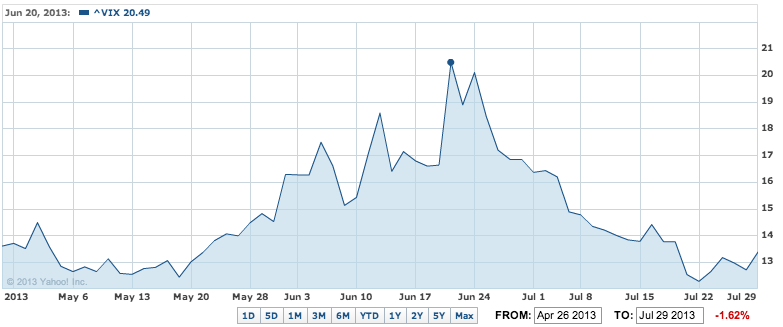 Jun 20, 2013: ^VIX 20.49
21
20
19
18
17
16
15
14
13
© 2013 Yahoo! Inc.
2013 May 6 May 13 May 20 May 28 Jun 3 Jun 10 Jun 17 Jun 24 Jul 1 Jul 8 Jul 15 Jul 22 Jul 29
1D 5D 1M 3M 6M YTD 1Y 2Y 5Y Max FROM: Apr 26 2013 TO: Jul 29 2013 -1.62%